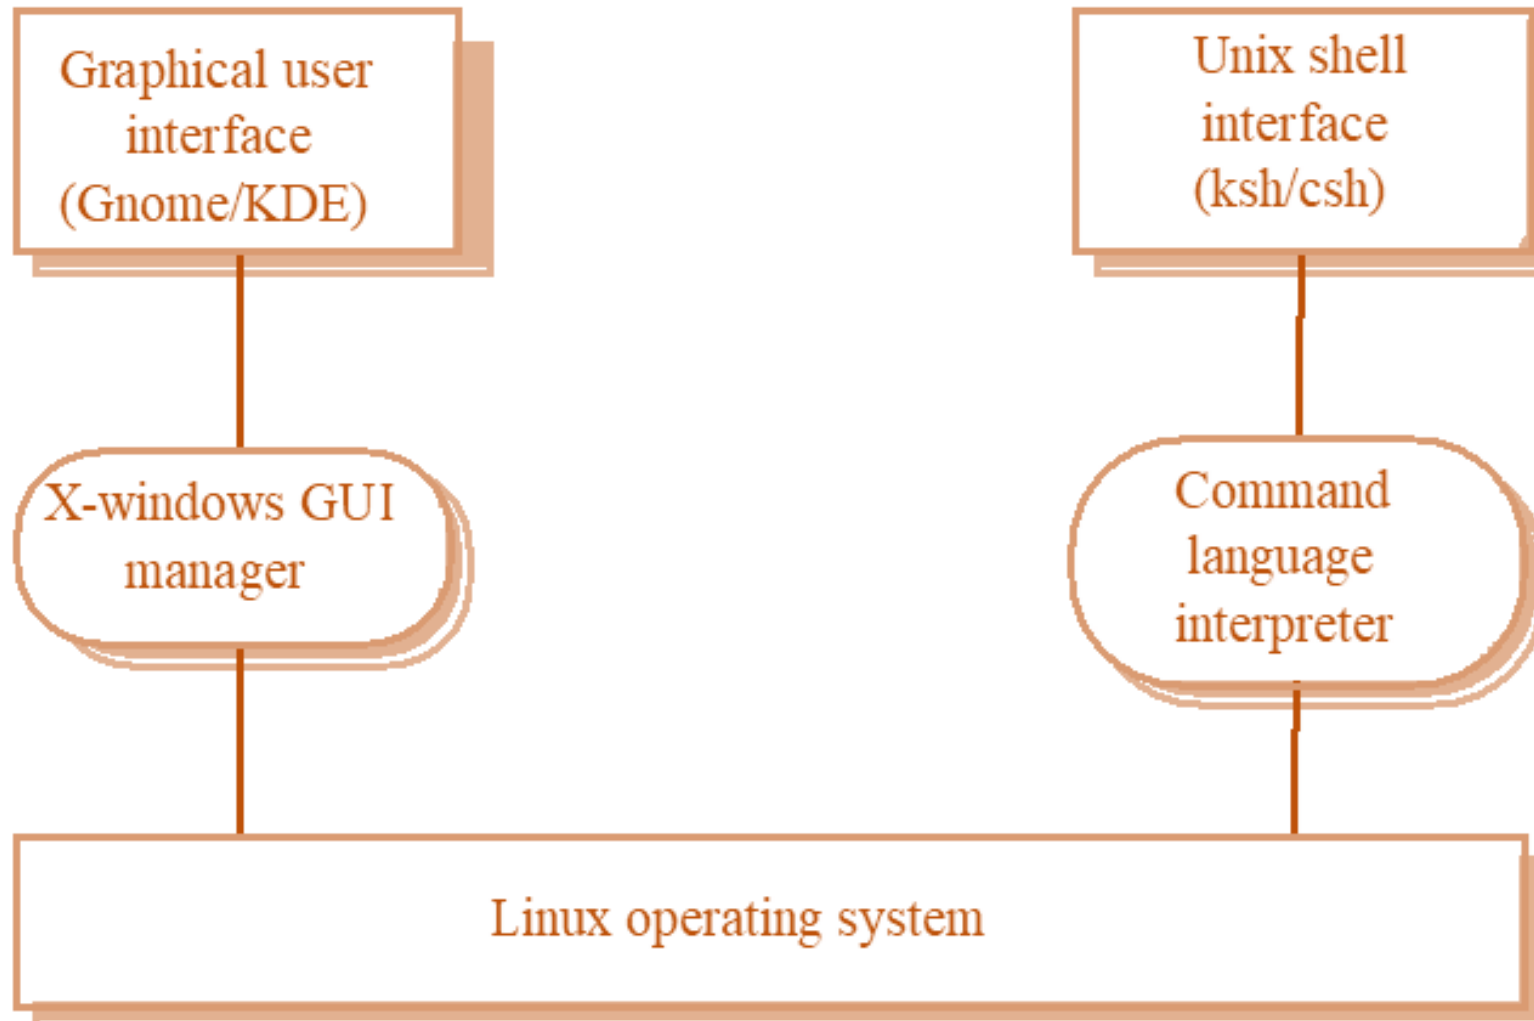 Graphical user
interface
(Gnome/KDE)
Unix shell
interface
(ksh/csh)
X-windows GUI
manager
Command
language
interpreter
Linux operating system